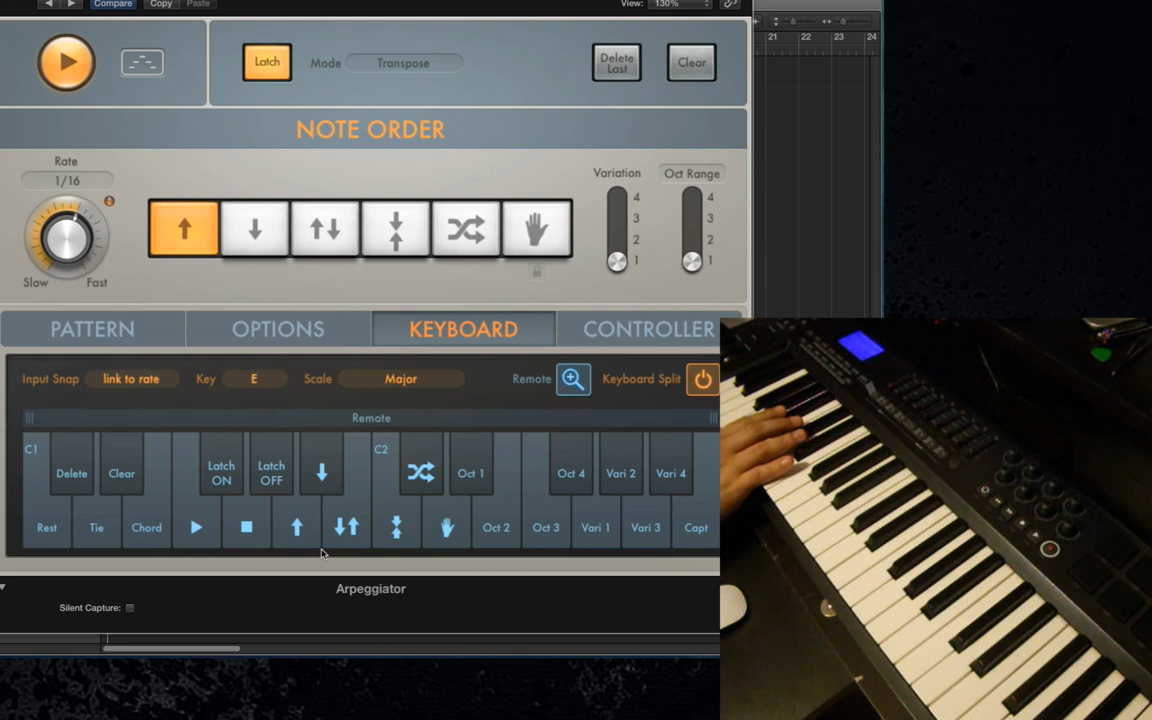 Compare Copy Paste View: 130%
21 22 23 24
Latch Mode Transpose Delete Last Clear
NOTE ORDER
Rate
1/16
Slow Fast
Variation Oct Range
4 4
3 3
2 2
1 1
PATTERN OPTIONS KEYBOARD CONTROLLER
Input Snap link to rate Key E Scale Major Remote Keyboard Split
Remote
C1 C2
Delete Clear Latch ON Latch OFF Oct 1 Oct 4 Vari 2 Vari 4
Rest Tie Chord Oct 2 Oct 3 Vari 1 Vari 3 Capt
Arpeggiator
Silent Capture: